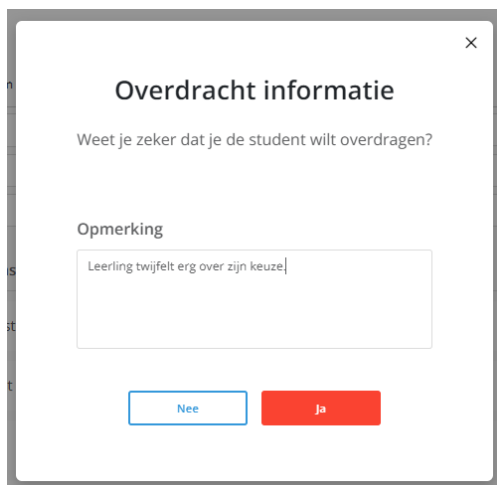 Overdracht informatie
Weet je zeker dat je de student wilt overdragen?
Opmerking
Leerling twijfelt erg over zijn keuze.
Nee
Ja